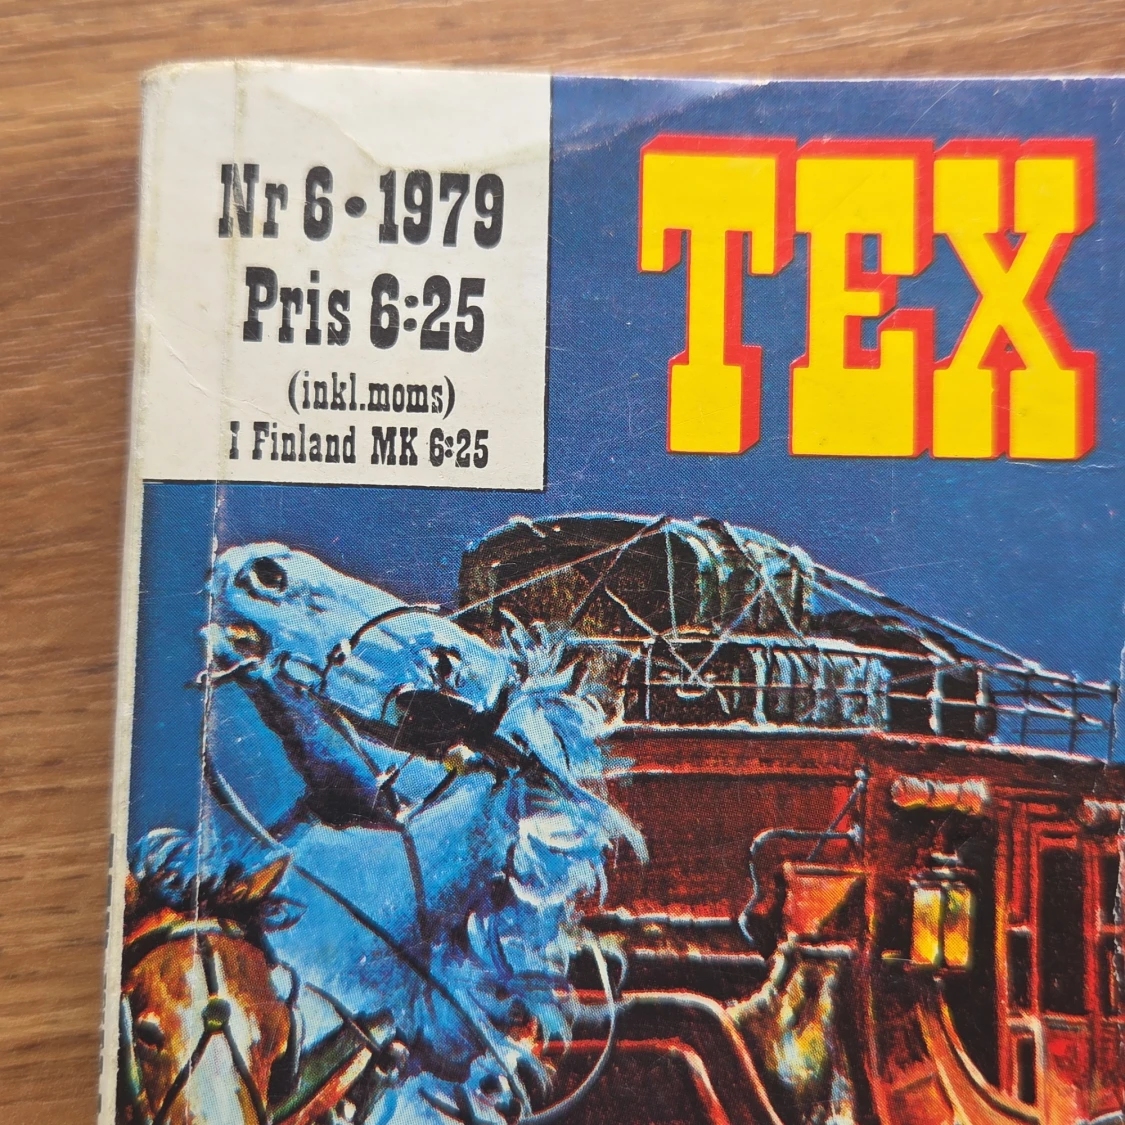 Nr 6 • 1979
Pris 6:25
(inkl.moms)
I Finland MK 6:25
TEX